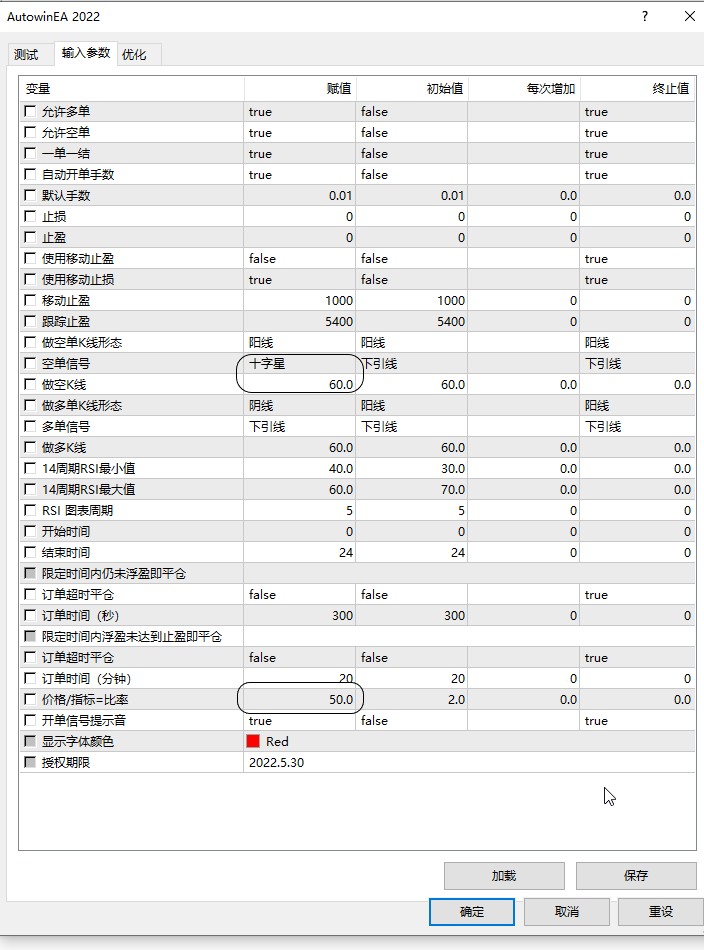 AutowinEA 2022 ?
测试 输入参数 优化
变量 赋值 初始值 每次增加 终止值
允许多单 true false true
允许空单 true false true
一单一结 true false true
自动开单手数 true false true
默认手数 0.01 0.01 0.0 0.0
止损 0 0 0 0
止盈 0 0 0 0
使用移动止盈 false false true
使用移动止损 true false true
移动止盈 1000 1000 0 0
跟踪止盈 5400 5400 0 0
做空单K线形态 阳线 阳线 阳线
空单信号 十字星 下引线 下引线
做空K线 60.0 60.0 0.0 0.0
做多单K线形态 阴线 阳线 阳线
多单信号 下引线 下引线 下引线
做多K线 60.0 60.0 0.0 0.0
14周期RSI最小值 40.0 30.0 0.0 0.0
14周期RSI最大值 60.0 70.0 0.0 0.0
RSI 图表周期 5 5 0 0
开始时间 0 0 0 0
结束时间 24 24 0 0
限定时间内仍未浮盈即平仓
订单超时平仓 false false true
订单时间（秒） 300 300 0 0
限定时间内浮盈未达到止盈即平仓
订单超时平仓 false false true
订单时间（分钟） 20 20 0 0
价格/指标=比率 50.0 2.0 0.0 0.0
开单信号提示音 true false true
显示字体颜色 Red
授权期限 2022.5.30
加载 保存
确定 取消 重设